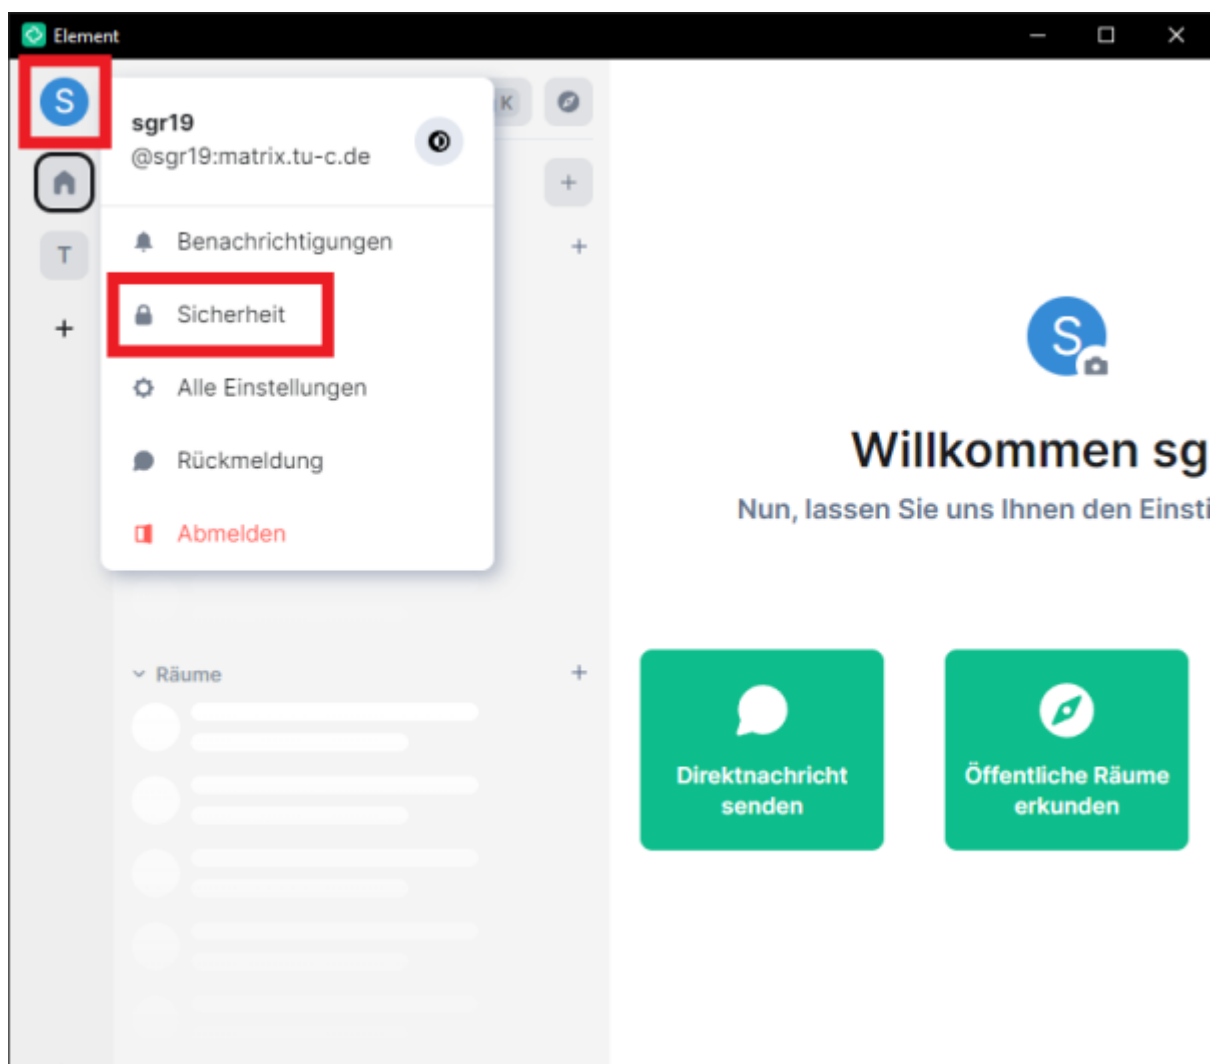 Element
S
K
sgr19
@sgr19:matrix.tu-c.de
T
Benachrichtigungen
Sicherheit
Alle Einstellungen
Rückmeldung
Abmelden
Räume
S
Willkommen sg
Nun, lassen Sie uns Ihnen den Einsti
Direktnachricht
senden
Öffentliche Räume
erkunden